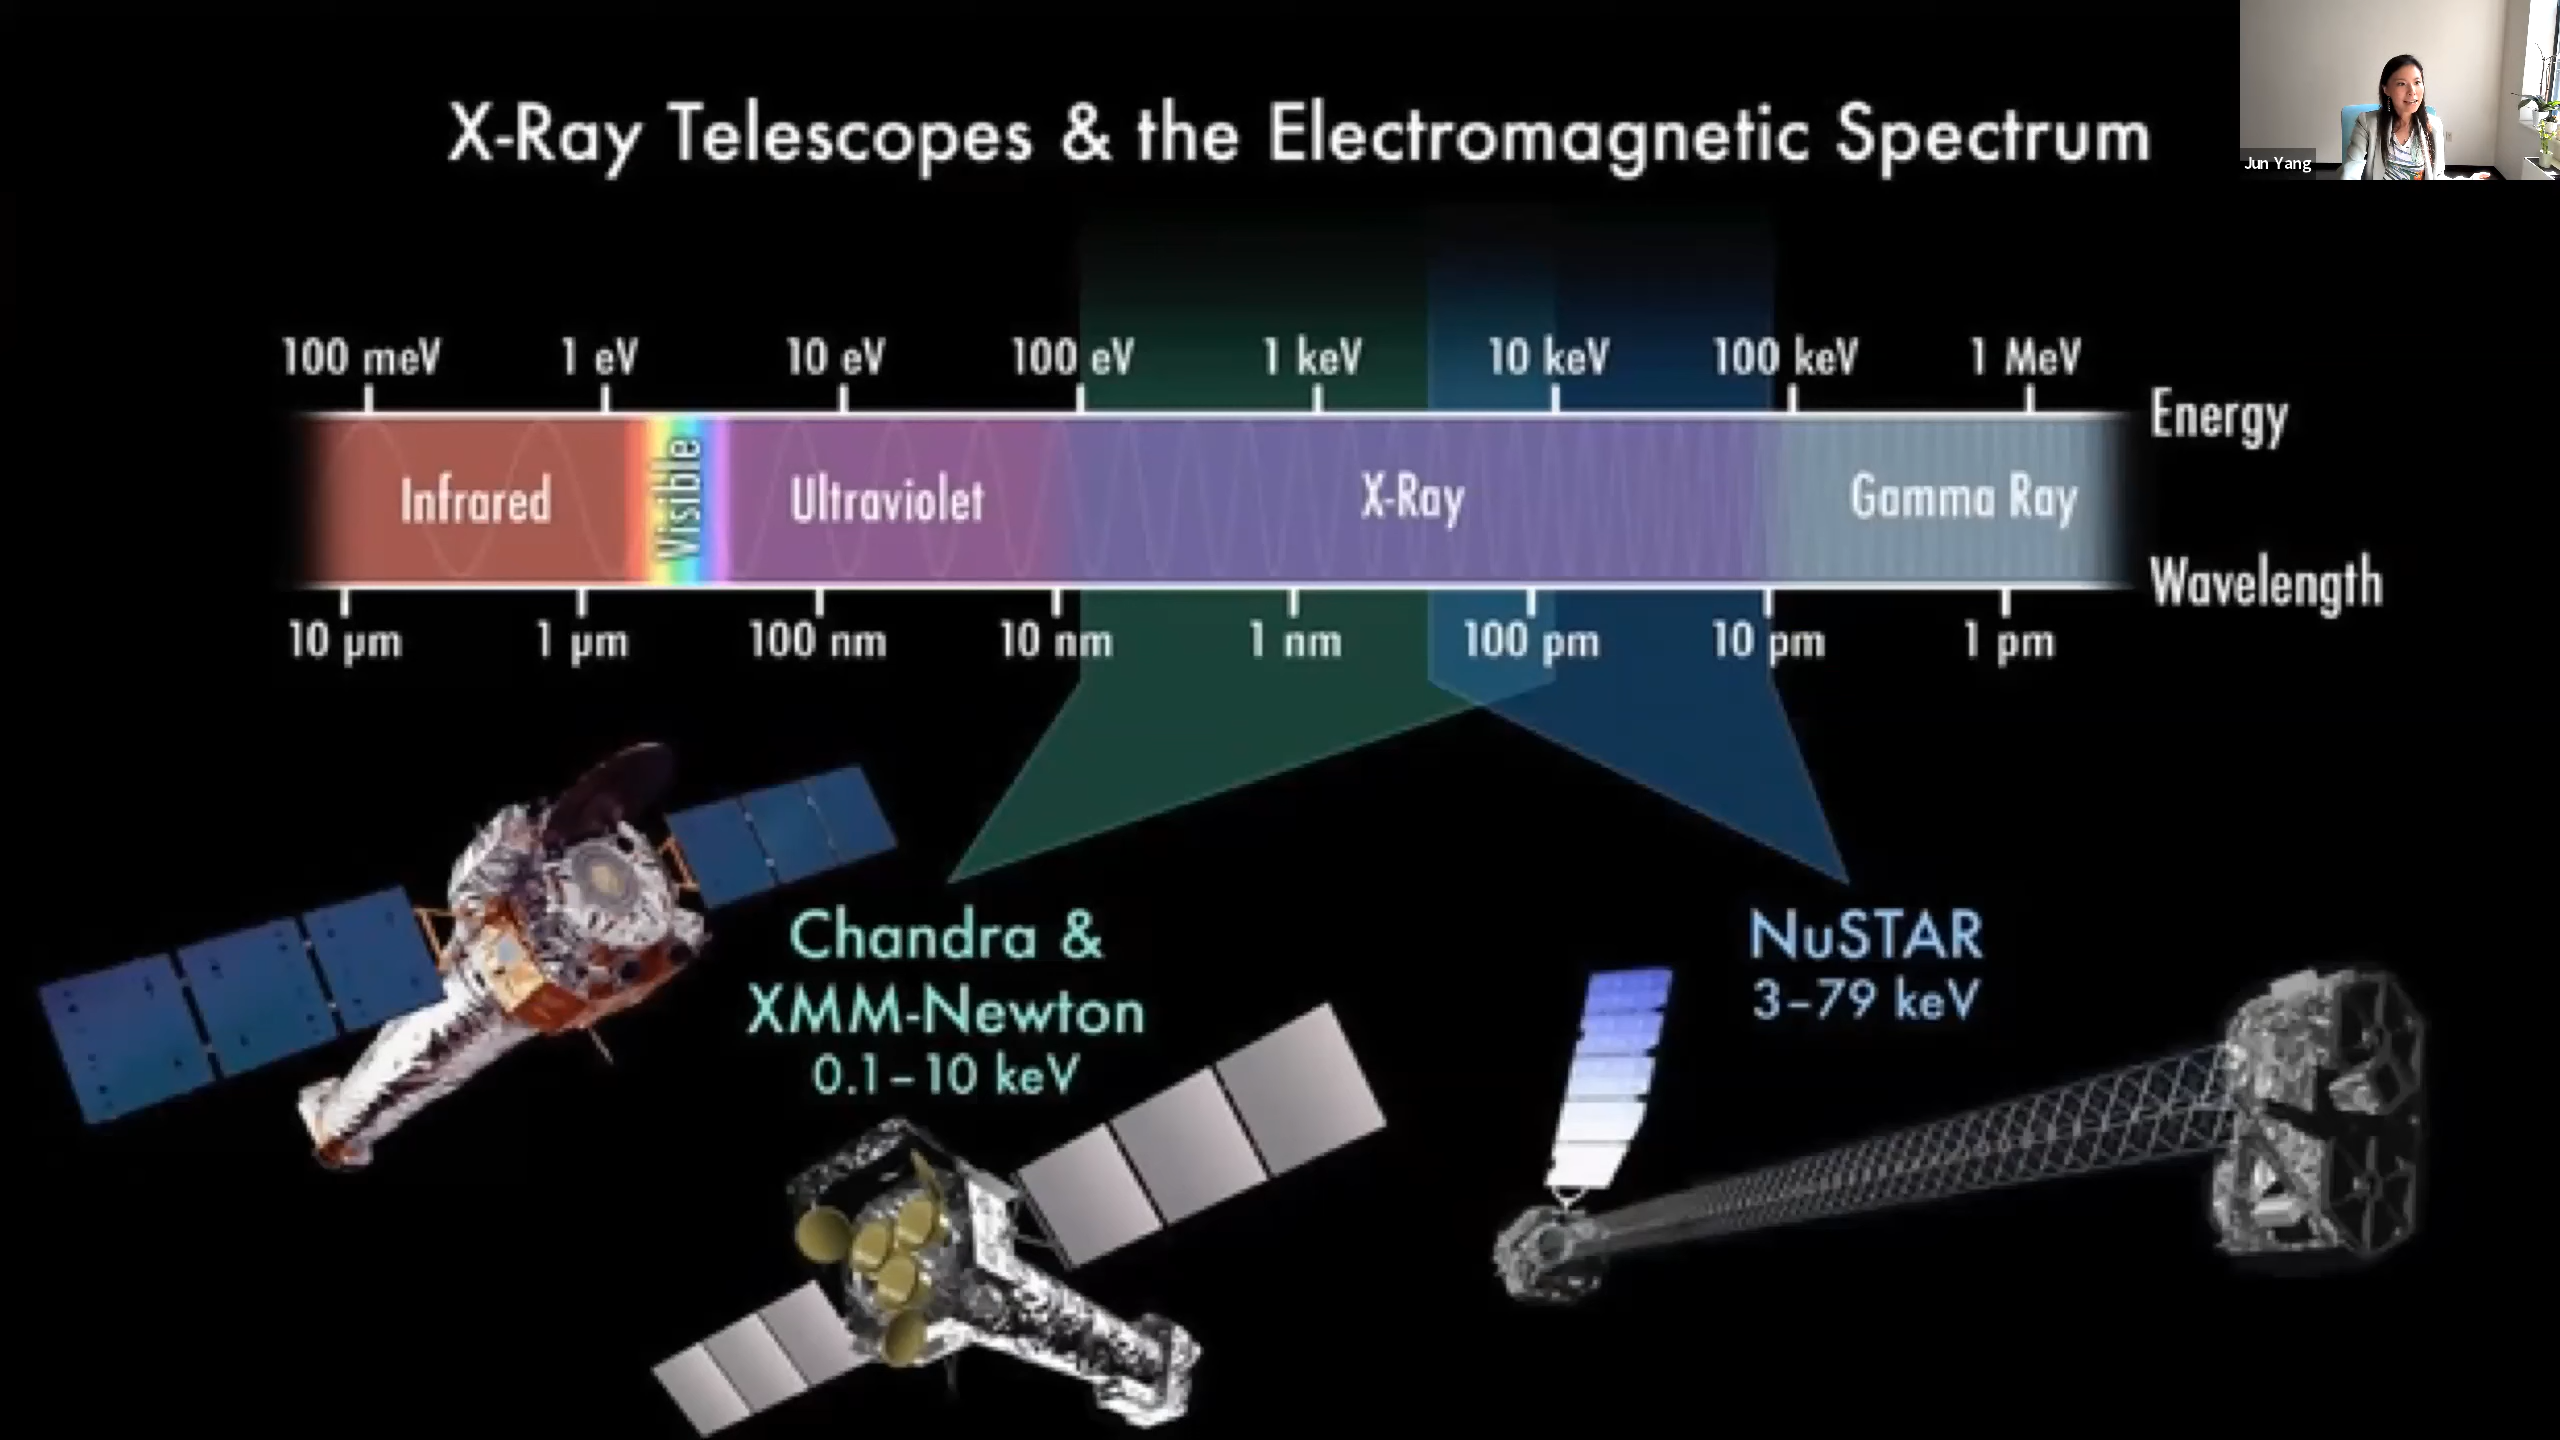 X-Ray Telescopes & the Electromagnetic Spectrum
Jun Yang
100 meV 1 eV 10 eV 100 eV 1 keV 10 keV 100 keV 1 MeV
Energy
Infrared Visible Ultraviolet X-Ray Gamma Ray
Wavelength
10 µm 1 µm 100 nm 10 nm 1 nm 100 pm 10 pm 1 pm
Chandra &
XMM-Newton
0.1–10 keV
NuSTAR
3–79 keV